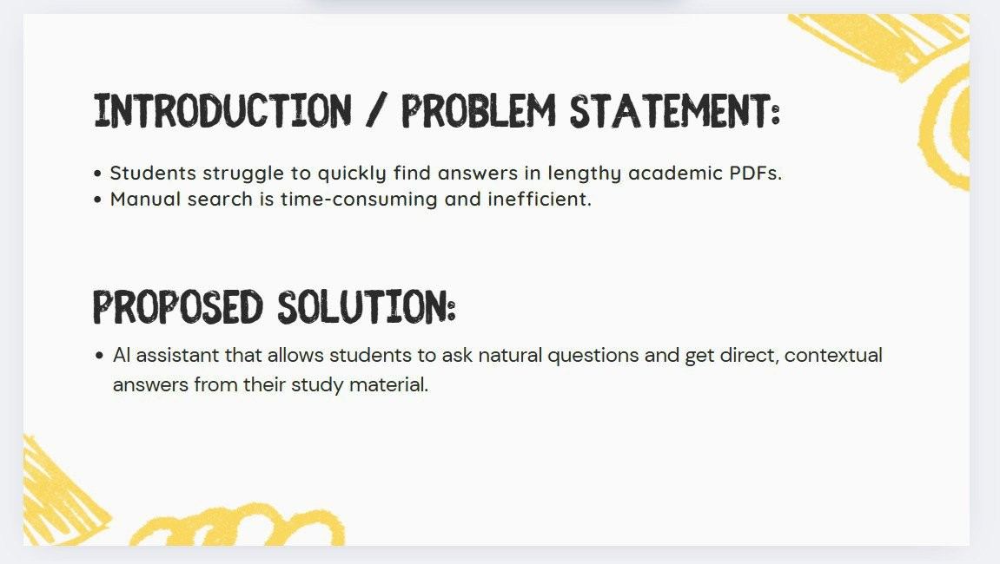 INTRODUCTION / PROBLEM STATEMENT:
• Students struggle to quickly find answers in lengthy academic PDFs.
• Manual search is time-consuming and inefficient.
PROPOSED SOLUTION:
• AI assistant that allows students to ask natural questions and get direct, contextual
answers from their study material.